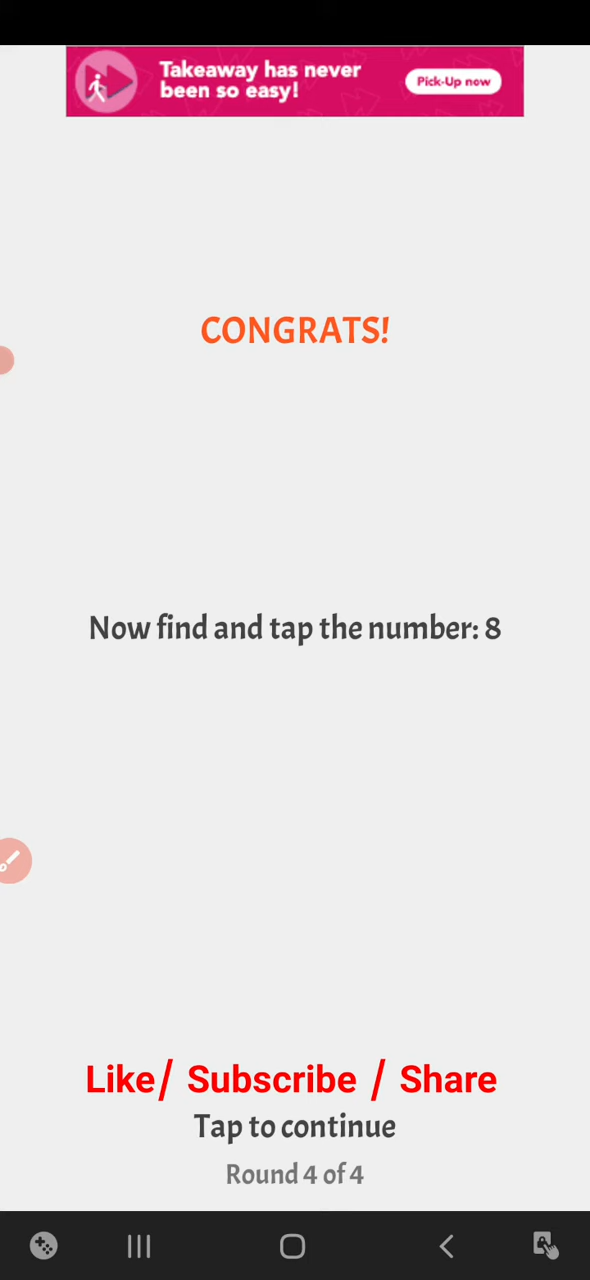 Takeaway has never
been so easy!
Pick-Up now
CONGRATS!
Now find and tap the number: 8
Like/ Subscribe / Share
Tap to continue
Round 4 of 4